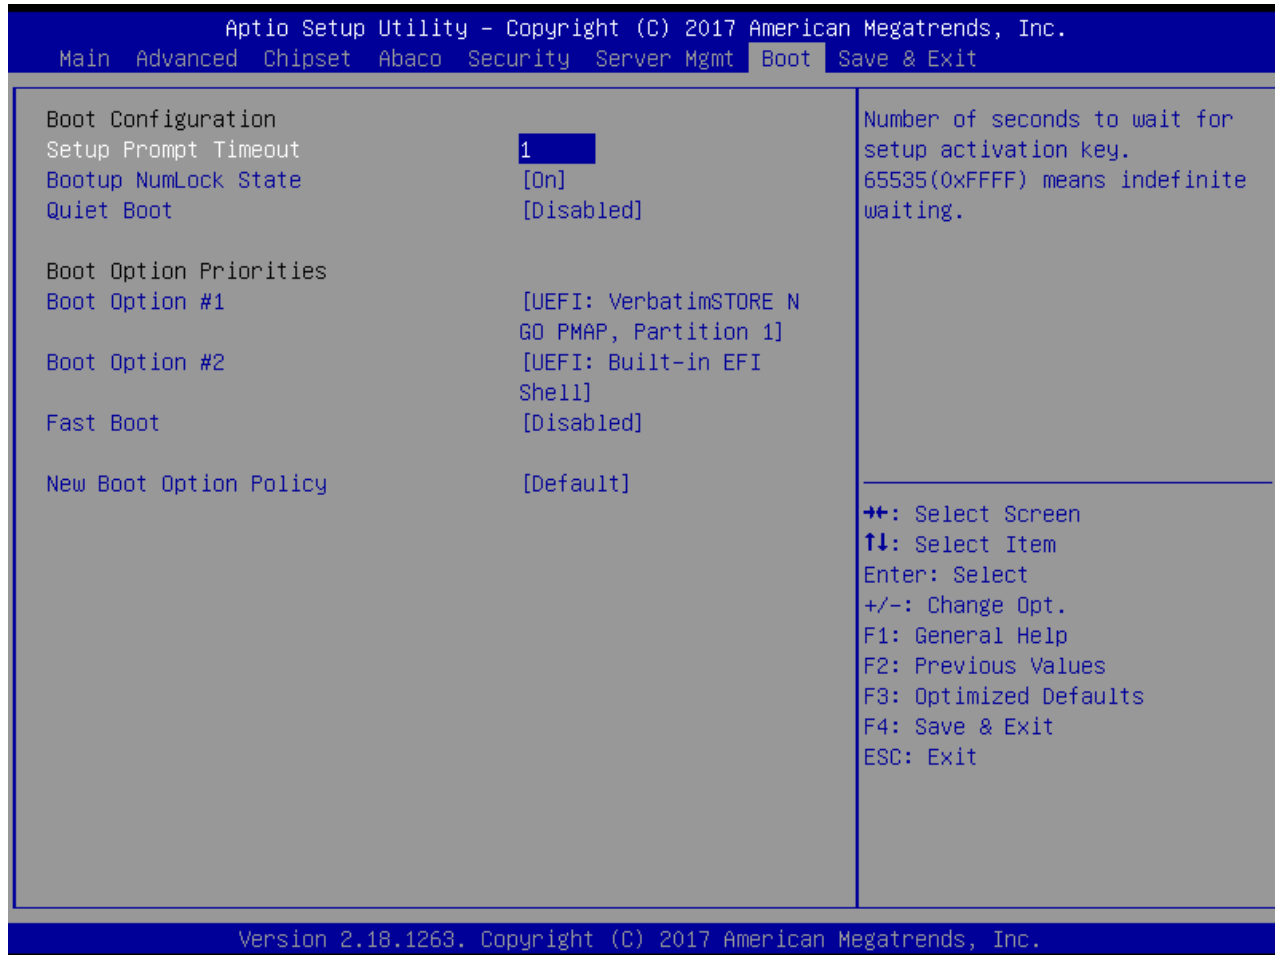 Aptio Setup Utility – Copyright (C) 2017 American Megatrends, Inc.
Main Advanced Chipset Abaco Security Server Mgmt Boot Save & Exit
Boot Configuration
Setup Prompt Timeout 1
Bootup NumLock State [On]
Quiet Boot [Disabled]
Boot Option Priorities
Boot Option #1 [UEFI: VerbatimSTORE N
GO PMAP, Partition 1]
Boot Option #2 [UEFI: Built-in EFI
Shell]
Fast Boot [Disabled]
New Boot Option Policy [Default]
Number of seconds to wait for
setup activation key.
65535(0xFFFF) means indefinite
waiting.
→←: Select Screen
↑↓: Select Item
Enter: Select
+/-: Change Opt.
F1: General Help
F2: Previous Values
F3: Optimized Defaults
F4: Save & Exit
ESC: Exit
Version 2.18.1263. Copyright (C) 2017 American Megatrends, Inc.